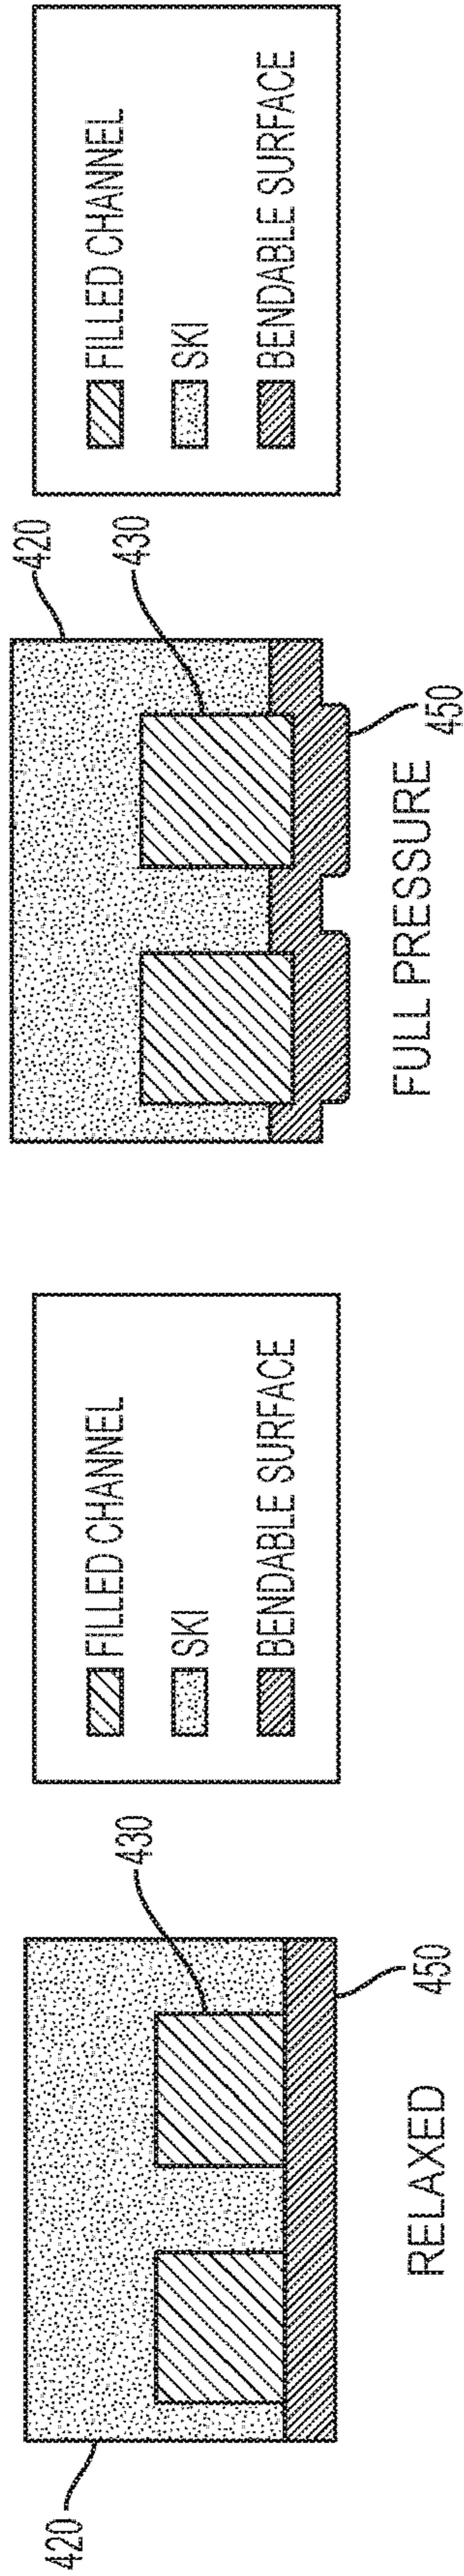 420
430
FILLED CHANNEL
SKI
BENDABLE SURFACE
450
RELAXED
420
430
FILLED CHANNEL
SKI
BENDABLE SURFACE
450
FULL PRESSURE